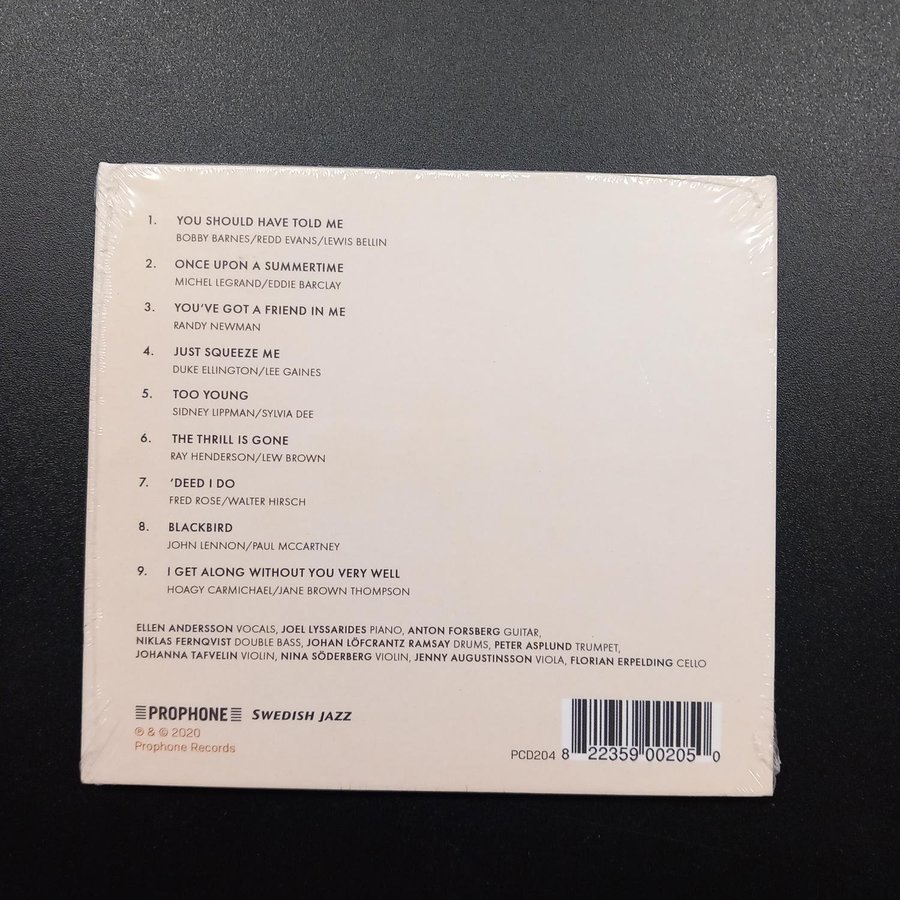 1. YOU SHOULD HAVE TOLD ME
BOBBY BARNES/REDD EVANS/LEWIS BELLIN
2. ONCE UPON A SUMMERTIME
MICHEL LEGRAND/EDDIE BARCLAY
3. YOU'VE GOT A FRIEND IN ME
RANDY NEWMAN
4. JUST SQUEEZE ME
DUKE ELLINGTON/LEE GAINES
5. TOO YOUNG
SIDNEY LIPPMAN/SYLVIA DEE
6. THE THRILL IS GONE
RAY HENDERSON/LEW BROWN
7. ‘DEED I DO
FRED ROSE/WALTER HIRSCH
8. BLACKBIRD
JOHN LENNON/PAUL MCCARTNEY
9. I GET ALONG WITHOUT YOU VERY WELL
HOAGY CARMICHAEL/JANE BROWN THOMPSON
ELLEN ANDERSSON VOCALS, JOEL LYSSARIDES PIANO, ANTON FORSBERG GUITAR,
NIKLAS FERNQVIST DOUBLE BASS, JOHAN LÖFCRANTZ RAMSAY DRUMS, PETER ASPLUND TRUMPET,
JOHANNA TAFVELIN VIOLIN, NINA SÖDERBERG VIOLIN, JENNY AUGUSTINSSON VIOLA, FLORIAN ERPELDING CELLO
PROPHONE SWEDISH JAZZ
℗ & © 2020
Prophone Records
PCD204 8 22359 00205 0